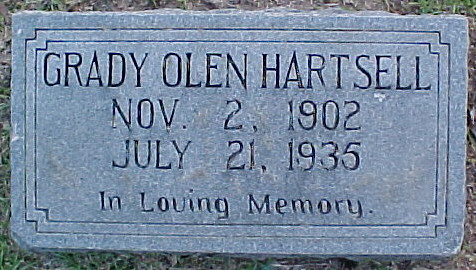 GRADY OLEN HARTSELL
NOV. 2, 1902
JULY 21, 1935
In Loving Memory.